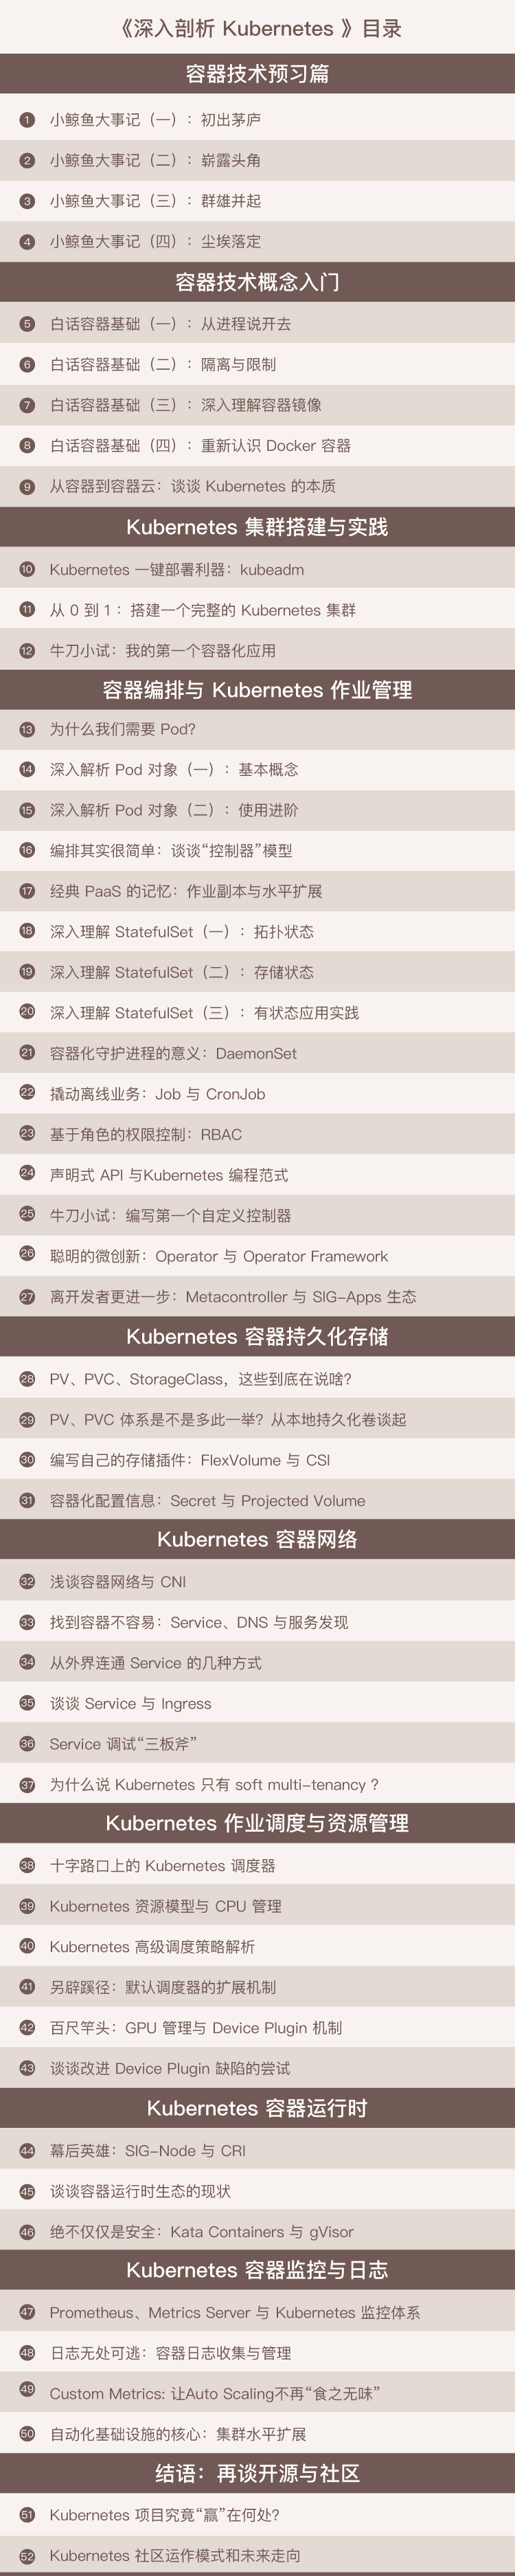 《深入剖析 Kubernetes 》目录
容器技术预习篇
1 小鲸鱼大事记（一）：初出茅庐
2 小鲸鱼大事记（二）：崭露头角
3 小鲸鱼大事记（三）：群雄并起
4 小鲸鱼大事记（四）：尘埃落定
容器技术概念入门
5 白话容器基础（一）：从进程说开去
6 白话容器基础（二）：隔离与限制
7 白话容器基础（三）：深入理解容器镜像
8 白话容器基础（四）：重新认识 Docker 容器
9 从容器到容器云：谈谈 Kubernetes 的本质
Kubernetes 集群搭建与实践
10 Kubernetes 一键部署利器：kubeadm
11 从 0 到 1：搭建一个完整的 Kubernetes 集群
12 牛刀小试：我的第一个容器化应用
容器编排与 Kubernetes 作业管理
13 为什么我们需要 Pod?
14 深入解析 Pod 对象（一）：基本概念
15 深入解析 Pod 对象（二）：使用进阶
16 编排其实很简单：谈谈“控制器”模型
17 经典 PaaS 的记忆：作业副本与水平扩展
18 深入理解 StatefulSet（一）：拓扑状态
19 深入理解 StatefulSet（二）：存储状态
20 深入理解 StatefulSet（三）：有状态应用实践
21 容器化守护进程的意义：DaemonSet
22 撬动离线业务：Job 与 CronJob
23 基于角色的权限控制：RBAC
24 声明式 API 与Kubernetes 编程范式
25 牛刀小试：编写第一个自定义控制器
26 聪明的微创新：Operator 与 Operator Framework
27 离开发者更进一步：Metacontroller 与 SIG-Apps 生态
Kubernetes 容器持久化存储
28 PV、PVC、StorageClass，这些到底在说啥?
29 PV、PVC 体系是不是多此一举？从本地持久化卷谈起
30 编写自己的存储插件：FlexVolume 与 CSI
31 容器化配置信息：Secret 与 Projected Volume
Kubernetes 容器网络
32 浅谈容器网络与 CNI
33 找到容器不容易：Service、DNS 与服务发现
34 从外界连通 Service 的几种方式
35 谈谈 Service 与 Ingress
36 Service 调试“三板斧”
37 为什么说 Kubernetes 只有 soft multi-tenancy ?
Kubernetes 作业调度与资源管理
38 十字路口上的 Kubernetes 调度器
39 Kubernetes 资源模型与 CPU 管理
40 Kubernetes 高级调度策略解析
41 另辟蹊径：默认调度器的扩展机制
42 百尺竿头：GPU 管理与 Device Plugin 机制
43 谈谈改进 Device Plugin 缺陷的尝试
Kubernetes 容器运行时
44 幕后英雄：SIG-Node 与 CRI
45 谈谈容器运行时生态的现状
46 绝不仅仅是安全：Kata Containers 与 gVisor
Kubernetes 容器监控与日志
47 Prometheus、Metrics Server 与 Kubernetes 监控体系
48 日志无处可逃：容器日志收集与管理
49 Custom Metrics: 让Auto Scaling不再“食之无味”
50 自动化基础设施的核心：集群水平扩展
结语：再谈开源与社区
51 Kubernetes 项目究竟“赢”在何处?
52 Kubernetes 社区运作模式和未来走向